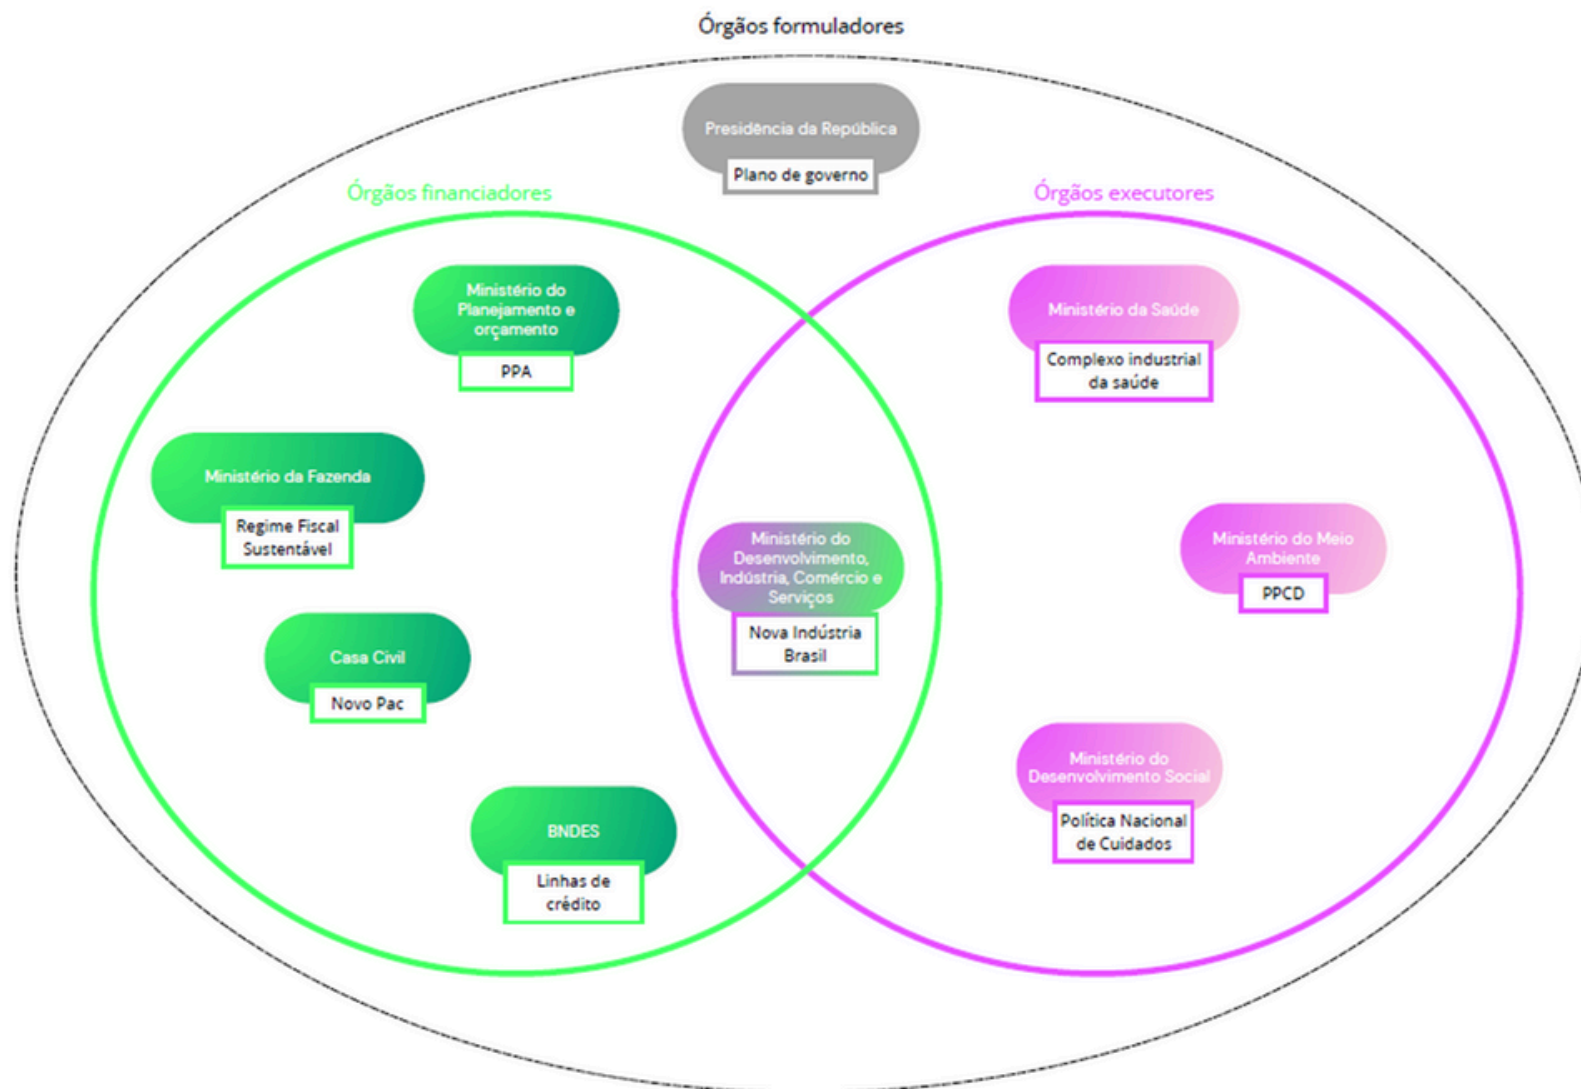 Órgãos formuladores
Presidência da República
Plano de governo
Órgãos financiadores
Ministério do
Planejamento e
orçamento
PPA
Ministério da Fazenda
Regime Fiscal
Sustentável
Casa Civil
Novo Pac
BNDES
Linhas de
crédito
Ministério do
Desenvolvimento,
Indústria, Comércio e
Serviços
Nova Indústria
Brasil
Órgãos executores
Ministério da Saúde
Complexo industrial
da saúde
Ministério do Meio
Ambiente
PPCD
Ministério do
Desenvolvimento Social
Política Nacional
de Cuidados